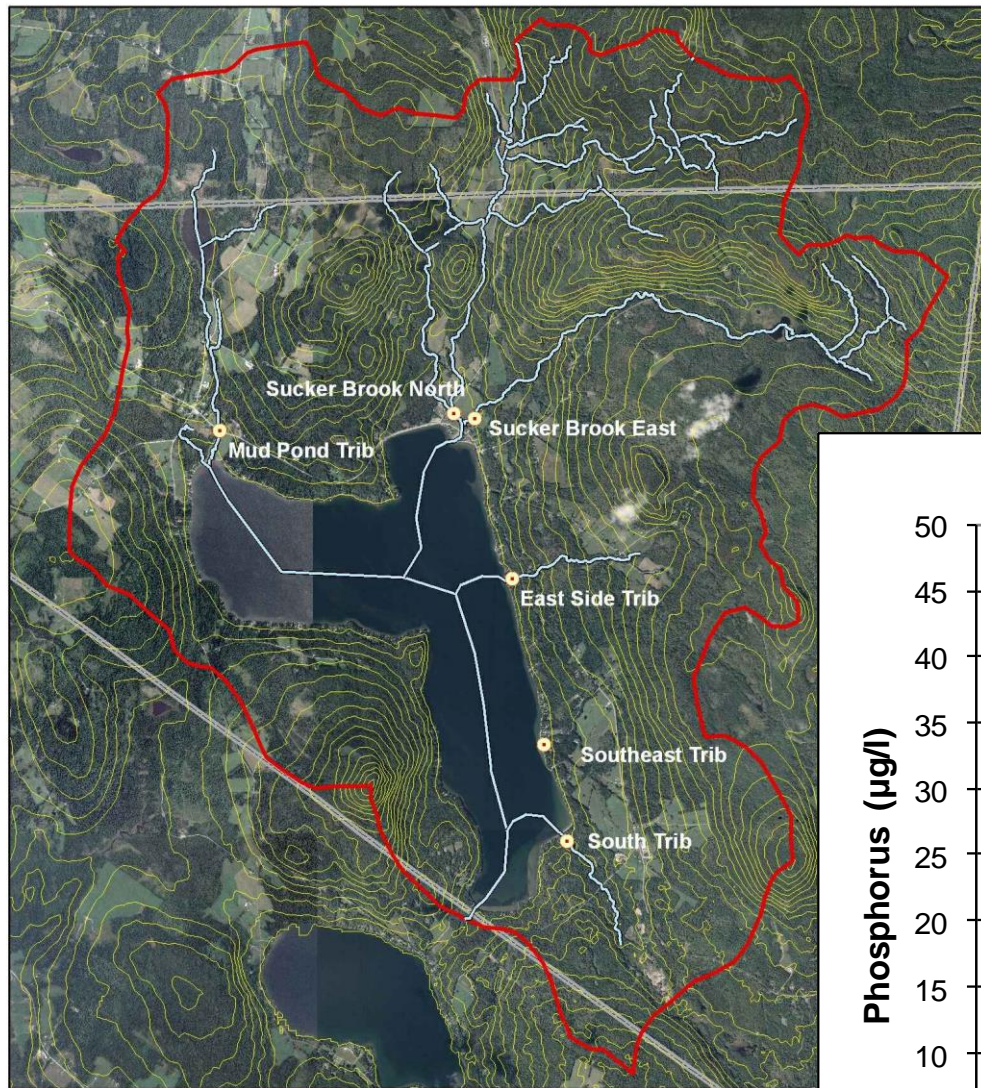 Sucker Brook North
Sucker Brook East
Mud Pond Trib
East Side Trib
Southeast Trib
South Trib
Phosphorus (µg/l)
50
45
40
35
30
25
20
15
10